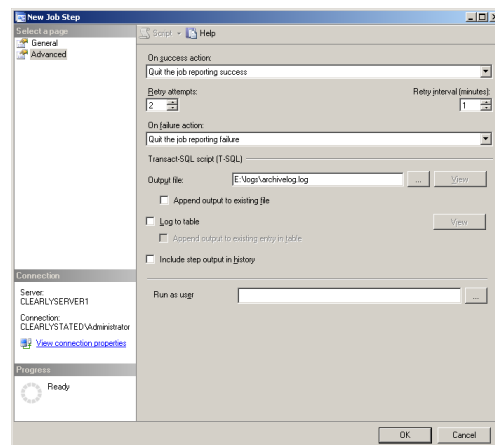 New Job Step
Select a page
General
Advanced
Script
Help
On success action:
Quit the job reporting success
Retry attempts:
Retry interval (minutes):
2
1
On failure action:
Quit the job reporting failure
Transact-SQL script (T-SQL)
Output file:
E:\logs\archivelog.log
...
View
Append output to existing file
Log to table
View
Append output to existing entry in table
Include step output in history
Run as user
...
Connection
Server:
CLEARLYSERVER1
Connection:
CLEARLYSTATED\Administrator
View connection properties
Progress
Ready
OK
Cancel